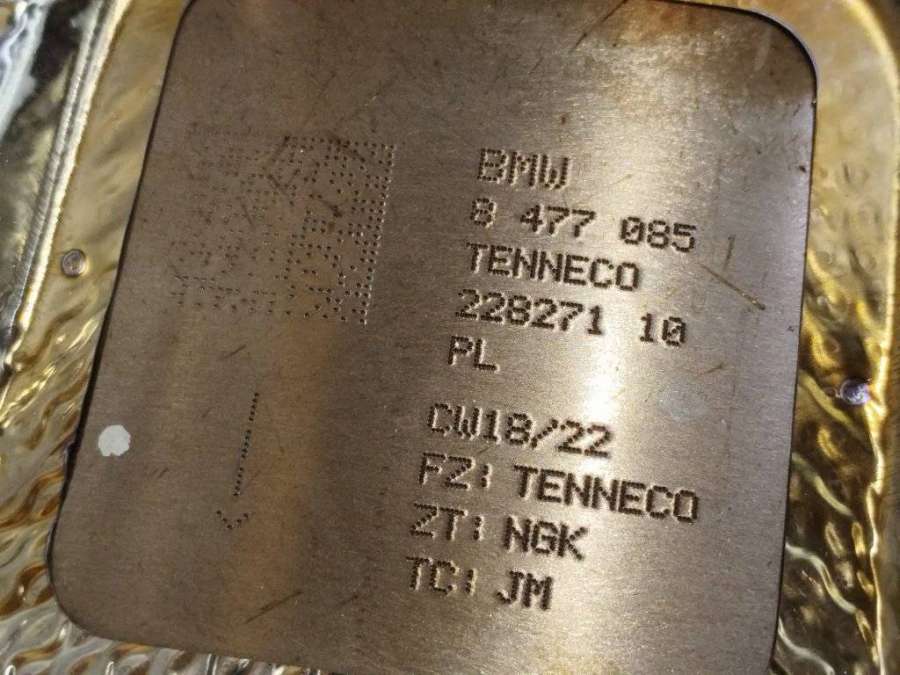 BMW
8 477 085
TENNECO
228271 10
PL
CW18/22
FZ: TENNECO
ZT: NGK
TC: JM